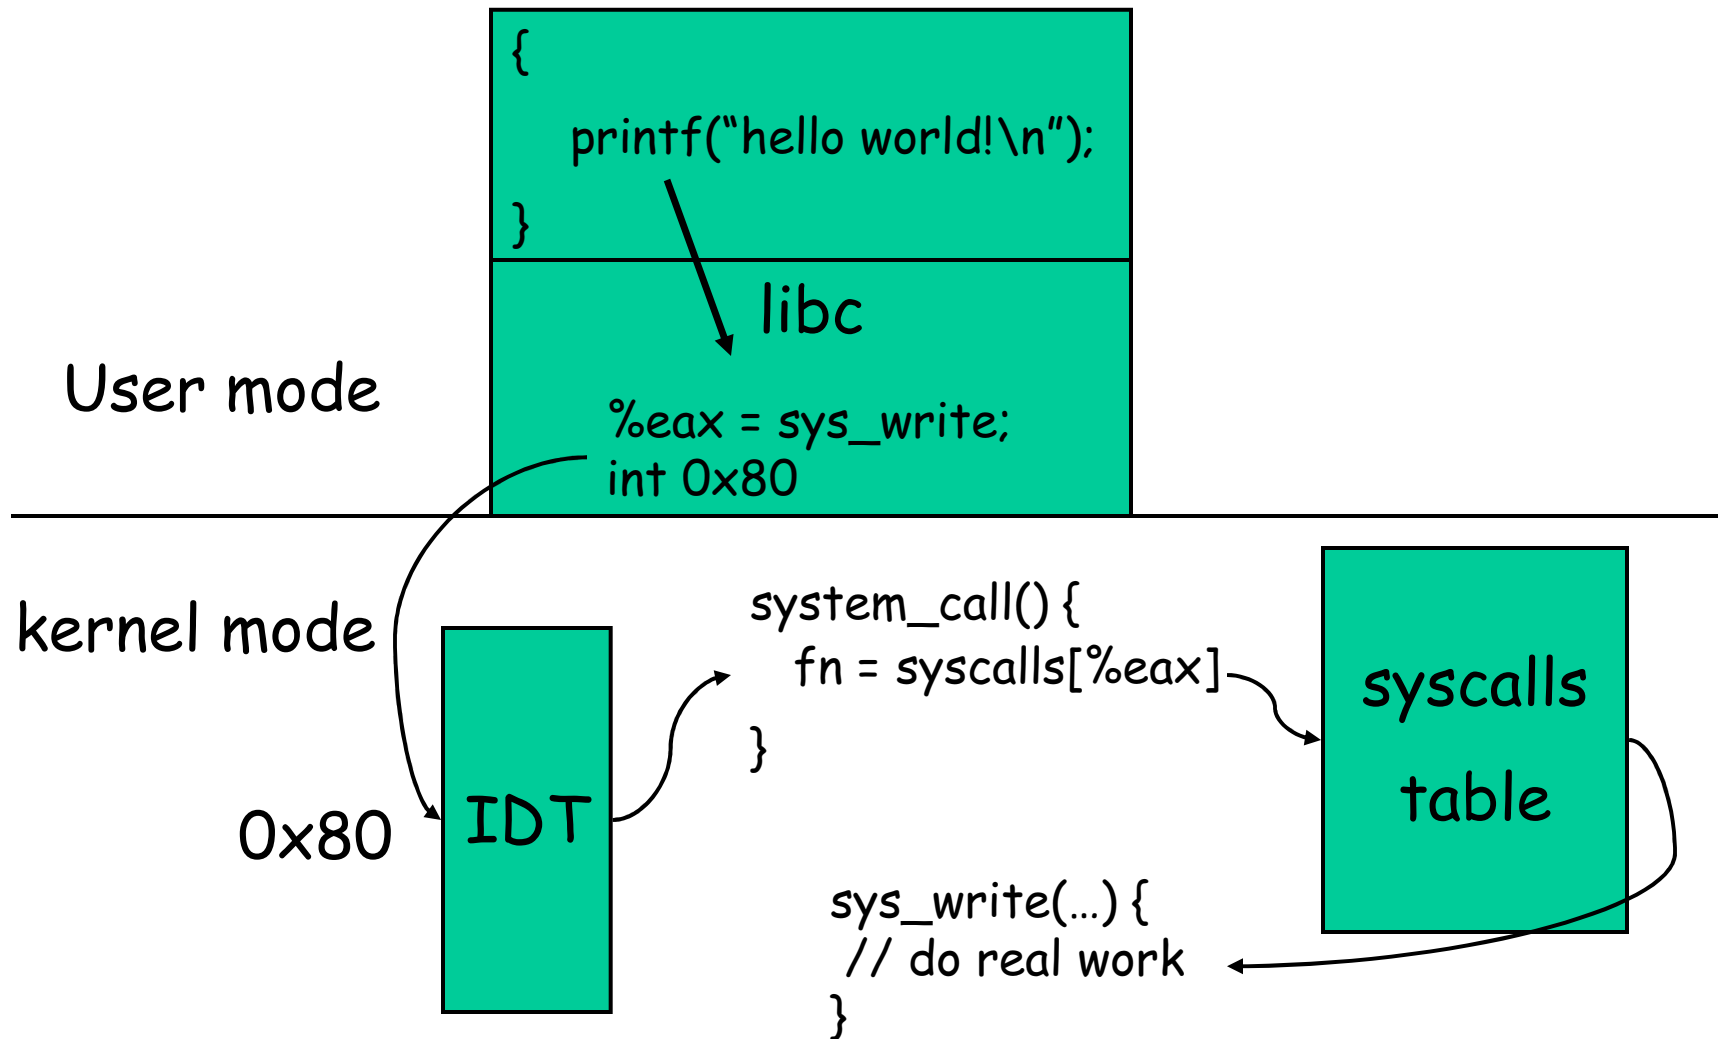 {
printf(“hello world!\n”);
}
libc
User mode
%eax = sys_write;
int 0x80
kernel mode
system_call() {
fn = syscalls[%eax]
}
syscalls
table
0x80
IDT
sys_write(...) {
// do real work
}